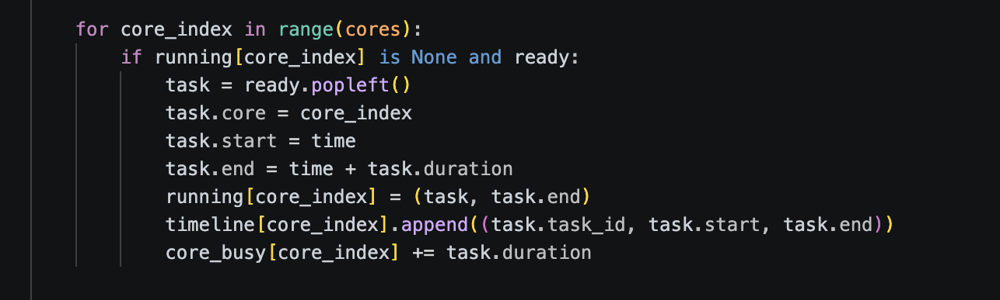 for core_index in range(cores):
    if running[core_index] is None and ready:
        task = ready.popleft()
        task.core = core_index
        task.start = time
        task.end = time + task.duration
        running[core_index] = (task, task.end)
        timeline[core_index].append((task.task_id, task.start, task.end))
        core_busy[core_index] += task.duration